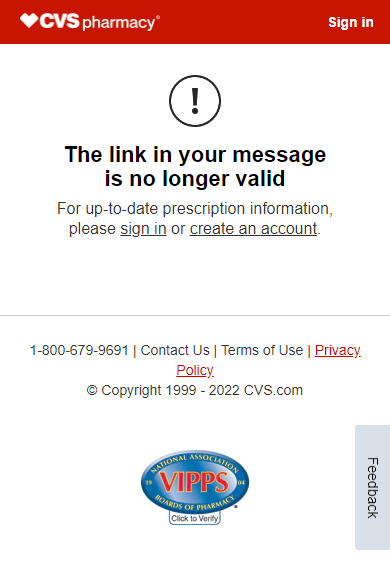 CVS pharmacy®
Sign in
!
The link in your message
is no longer valid
For up-to-date prescription information,
please sign in or create an account.
1-800-679-9691 | Contact Us | Terms of Use | Privacy
Policy
© Copyright 1999 - 2022 CVS.com
NATIONAL ASSOCIATION
19 VIPPS 04
BOARDS OF PHARMACY
Click to Verify
Feedback